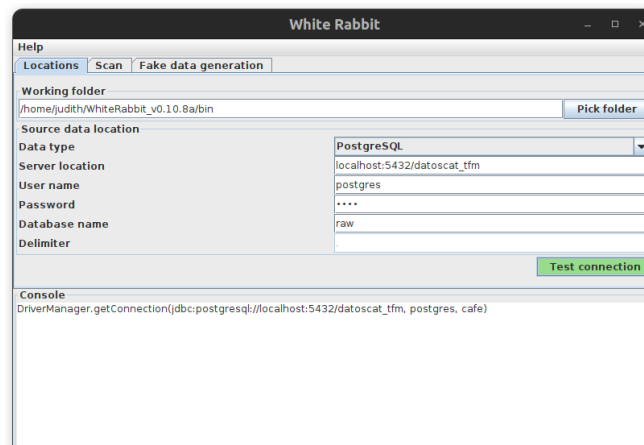 White Rabbit
Help
Locations Scan Fake data generation
Working folder
/home/judith/WhiteRabbit_v0.10.8a/bin Pick folder
Source data location
Data type PostgreSQL
Server location localhost:5432/datoscat_tfm
User name postgres
Password ••••
Database name raw
Delimiter
Test connection
Console
DriverManager.getConnection(jdbc:postgresql://localhost:5432/datoscat_tfm, postgres, cafe)